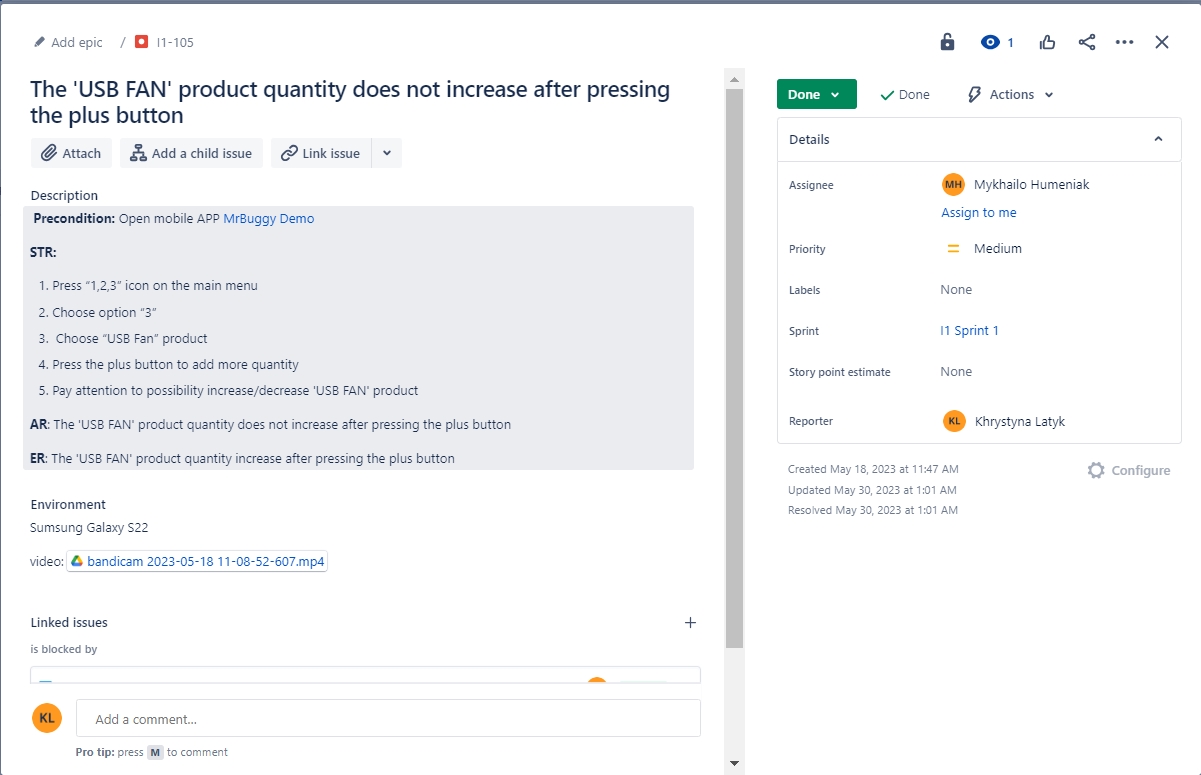 Add epic / I1-105
1
The 'USB FAN' product quantity does not increase after pressing
the plus button
Attach
Add a child issue
Link issue
Description
Precondition: Open mobile APP MrBuggy Demo
STR:
1. Press “1,2,3” icon on the main menu
2. Choose option “3”
3. Choose “USB Fan” product
4. Press the plus button to add more quantity
5. Pay attention to possibility increase/decrease 'USB FAN' product
AR: The 'USB FAN' product quantity does not increase after pressing the plus button
ER: The 'USB FAN' product quantity increase after pressing the plus button
Environment
Sumsung Galaxy S22
video: bandicam 2023-05-18 11-08-52-607.mp4
Linked issues
is blocked by
KL
Add a comment...
Pro tip: press M to comment
Done
Done
Actions
Details
Assignee
MH Mykhailo Humeniak
Assign to me
Priority
Medium
Labels
None
Sprint
I1 Sprint 1
Story point estimate
None
Reporter
KL Khrystyna Latyk
Created May 18, 2023 at 11:47 AM
Updated May 30, 2023 at 1:01 AM
Resolved May 30, 2023 at 1:01 AM
Configure